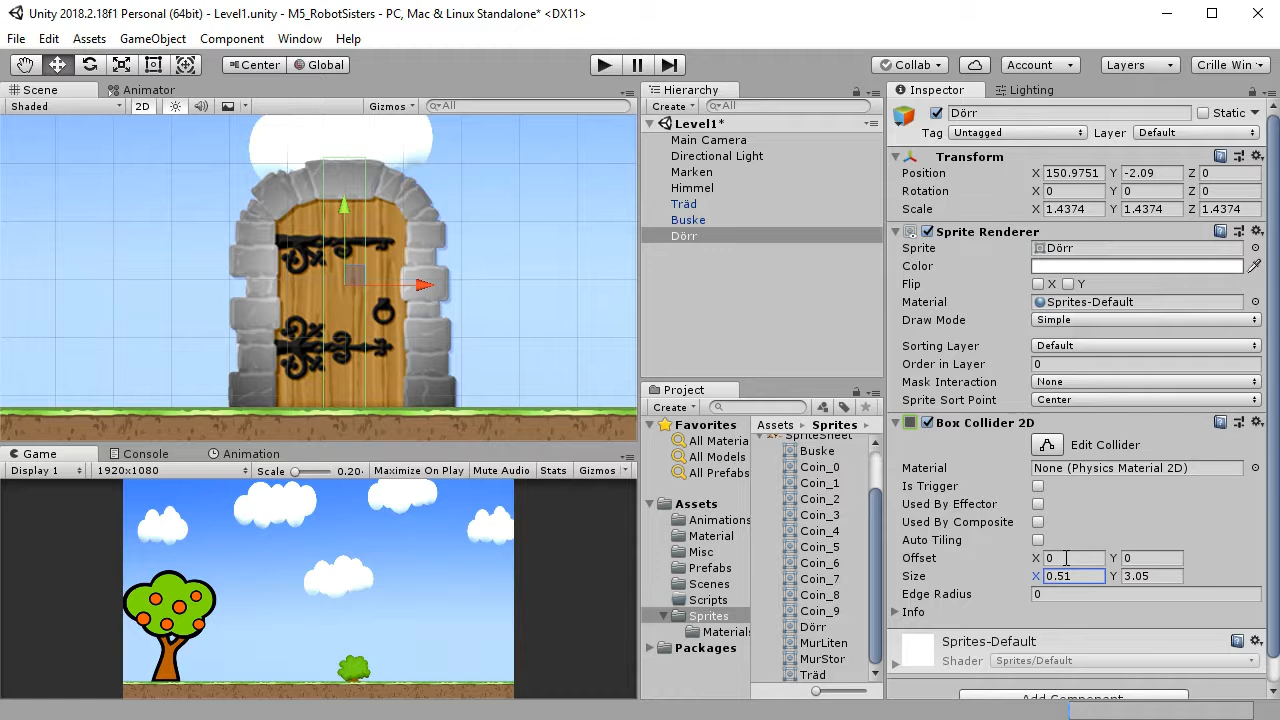 Unity 2018.2.18f1 Personal (64bit) - Level1.unity - M5_RobotSisters - PC, Mac & Linux Standalone* <DX11>
File Edit Assets GameObject Component Window Help
Center Global Collab Account Layers Crille Win
Scene Animator
Shaded 2D Gizmos All
Hierarchy
Create All
Level1*
Main Camera
Directional Light
Marken
Himmel
Träd
Buske
Dörr
Game Console Animation
Display 1 1920x1080 Scale 0.20 Maximize On Play Mute Audio Stats Gizmos
Project
Create
Favorites
All Materia
All Models
All Prefabs
Assets
Animations
Material
Misc
Prefabs
Scenes
Scripts
Sprites
Materials
Packages
Assets Sprites
SpriteSheet
Buske
Coin_0
Coin_1
Coin_2
Coin_3
Coin_4
Coin_5
Coin_6
Coin_7
Coin_8
Coin_9
Dörr
MurLiten
MurStor
Träd
Inspector Lighting
Dörr Static
Tag Untagged Layer Default
Transform
Position X 150.9751 Y -2.09 Z 0
Rotation X 0 Y 0 Z 0
Scale X 1.4374 Y 1.4374 Z 1.4374
Sprite Renderer
Sprite Dörr
Color
Flip X Y
Material Sprites-Default
Draw Mode Simple
Sorting Layer Default
Order in Layer 0
Mask Interaction None
Sprite Sort Point Center
Box Collider 2D
Edit Collider
Material None (Physics Material 2D)
Is Trigger
Used By Effector
Used By Composite
Auto Tiling
Offset X 0 Y 0
Size X 0.51 Y 3.05
Edge Radius 0
Info
Sprites-Default
Shader Sprites/Default
Add Component